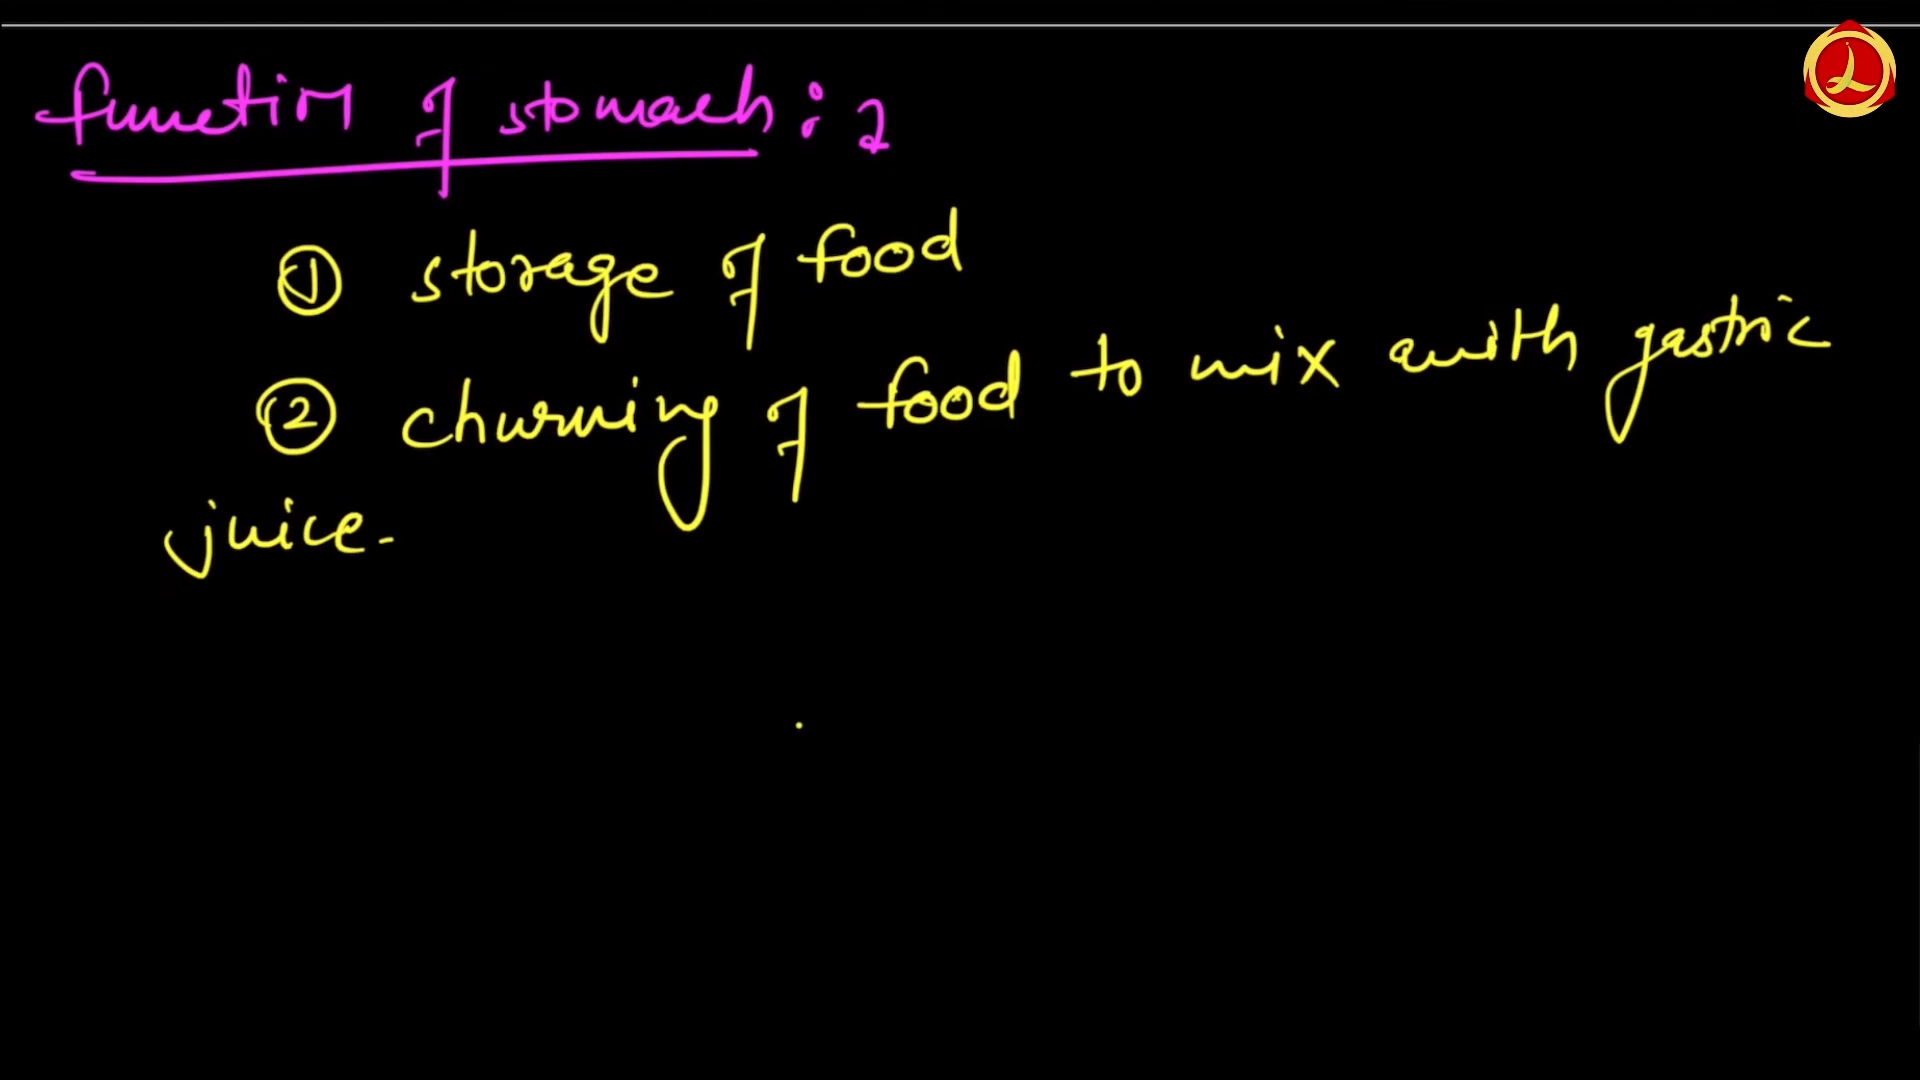 function of stomach : 2
① storage of food
② churning of food to mix with gastric
juice.